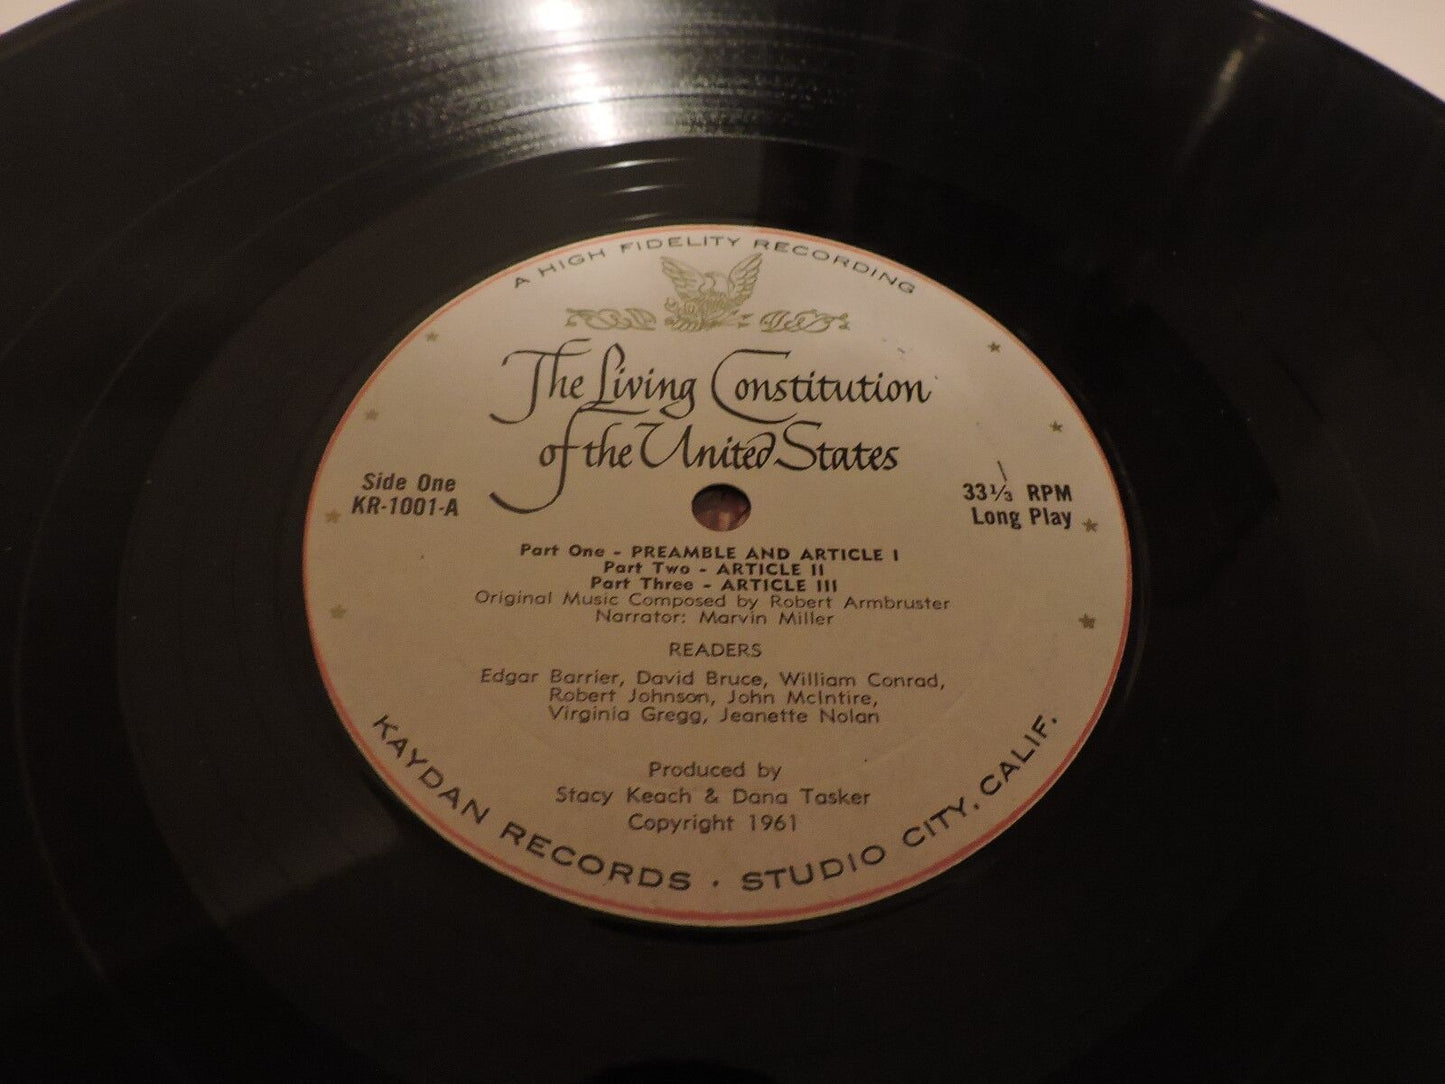 A HIGH FIDELITY RECORDING
The Living Constitution
of the United States
Side One
KR-1001-A
33 1/3 RPM
Long Play
Part One - PREAMBLE AND ARTICLE I
Part Two - ARTICLE II
Part Three - ARTICLE III
Original Music Composed by Robert Armbruster
Narrator: Marvin Miller
READERS
Edgar Barrier, David Bruce, William Conrad,
Robert Johnson, John McIntire,
Virginia Gregg, Jeanette Nolan
Produced by
Stacy Keach & Dana Tasker
Copyright 1961
KAYDAN RECORDS · STUDIO CITY, CALIF.